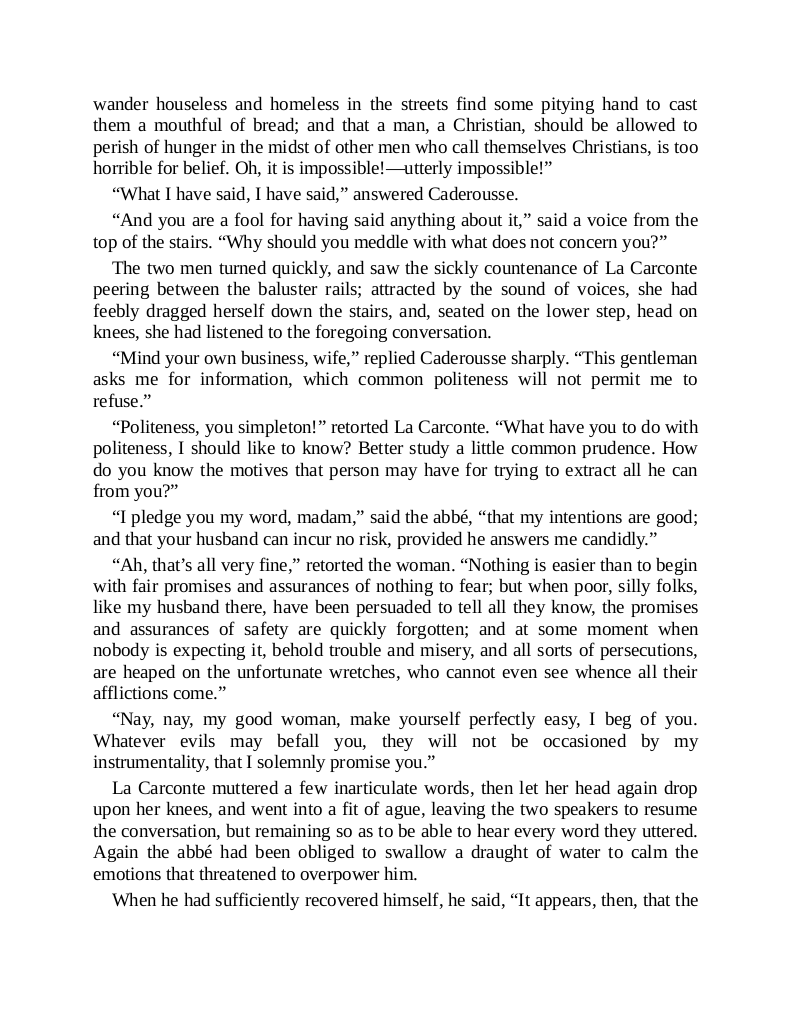 wander houseless and homeless in the streets find some pitying hand to cast
them a mouthful of bread; and that a man, a Christian, should be allowed to
perish of hunger in the midst of other men who call themselves Christians, is too
horrible for belief. Oh, it is impossible!—utterly impossible!”
“What I have said, I have said,” answered Caderousse.
“And you are a fool for having said anything about it,” said a voice from the
top of the stairs. “Why should you meddle with what does not concern you?”
The two men turned quickly, and saw the sickly countenance of La Carconte
peering between the baluster rails; attracted by the sound of voices, she had
feebly dragged herself down the stairs, and, seated on the lower step, head on
knees, she had listened to the foregoing conversation.
“Mind your own business, wife,” replied Caderousse sharply. “This gentleman
asks me for information, which common politeness will not permit me to
refuse.”
“Politeness, you simpleton!” retorted La Carconte. “What have you to do with
politeness, I should like to know? Better study a little common prudence. How
do you know the motives that person may have for trying to extract all he can
from you?”
“I pledge you my word, madam,” said the abbé, “that my intentions are good;
and that your husband can incur no risk, provided he answers me candidly.”
“Ah, that’s all very fine,” retorted the woman. “Nothing is easier than to begin
with fair promises and assurances of nothing to fear; but when poor, silly folks,
like my husband there, have been persuaded to tell all they know, the promises
and assurances of safety are quickly forgotten; and at some moment when
nobody is expecting it, behold trouble and misery, and all sorts of persecutions,
are heaped on the unfortunate wretches, who cannot even see whence all their
afflictions come.”
“Nay, nay, my good woman, make yourself perfectly easy, I beg of you.
Whatever evils may befall you, they will not be occasioned by my
instrumentality, that I solemnly promise you.”
La Carconte muttered a few inarticulate words, then let her head again drop
upon her knees, and went into a fit of ague, leaving the two speakers to resume
the conversation, but remaining so as to be able to hear every word they uttered.
Again the abbé had been obliged to swallow a draught of water to calm the
emotions that threatened to overpower him.
When he had sufficiently recovered himself, he said, “It appears, then, that the